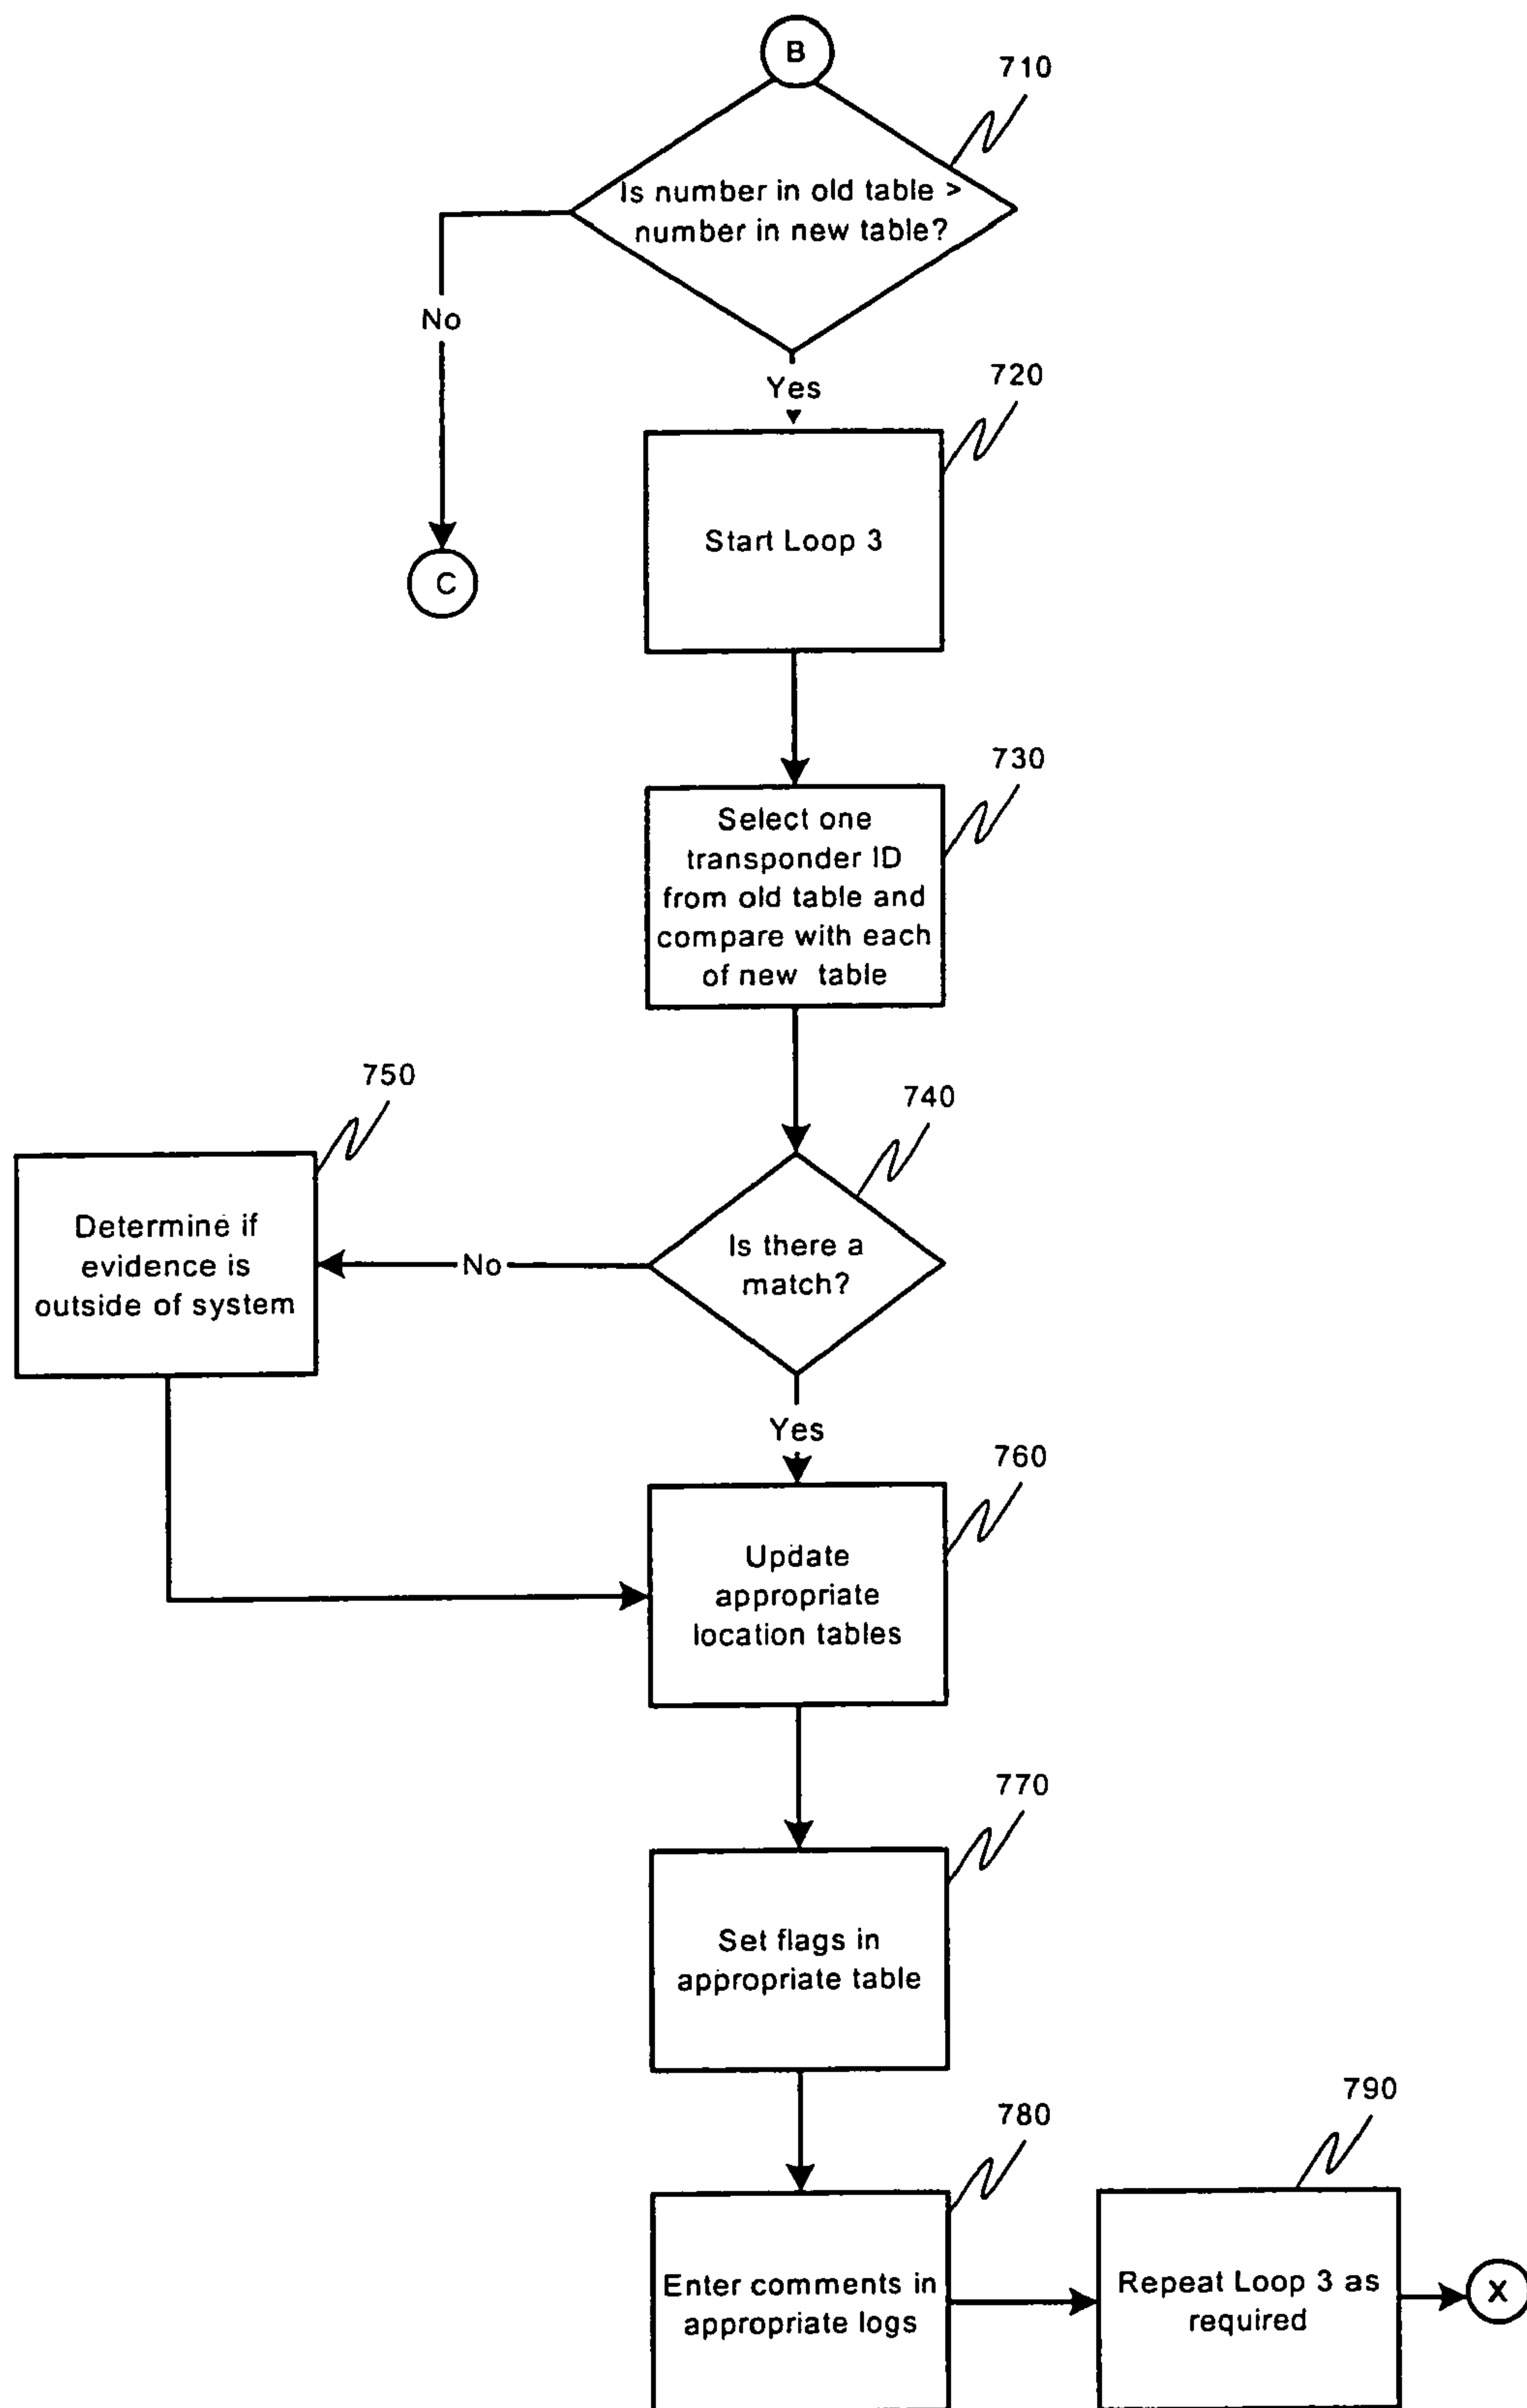 B
710
Is number in old table >
number in new table?
No
Yes
720
C
Start Loop 3
730
Select one
transponder ID
from old table and
compare with each
of new table
750
740
Determine if
evidence is
outside of system
No
Is there a
match?
Yes
760
Update
appropriate
location tables
770
Set flags in
appropriate table
780
790
Enter comments in
appropriate logs
Repeat Loop 3 as
required
X